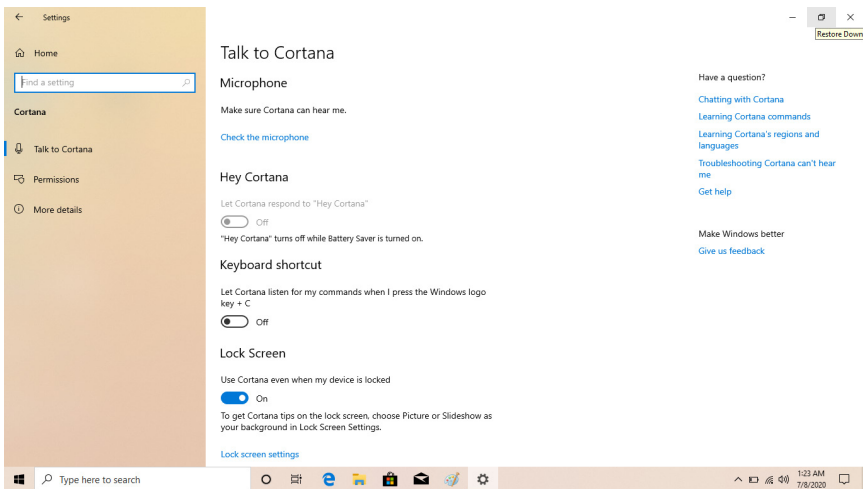 Settings
Restore Down
Home
Find a setting
Cortana
Talk to Cortana
Permissions
More details
Talk to Cortana
Microphone
Make sure Cortana can hear me.
Check the microphone
Hey Cortana
Let Cortana respond to "Hey Cortana"
Off
"Hey Cortana" turns off while Battery Saver is turned on.
Keyboard shortcut
Let Cortana listen for my commands when I press the Windows logo
key + C
Off
Lock Screen
Use Cortana even when my device is locked
On
To get Cortana tips on the lock screen, choose Picture or Slideshow as
your background in Lock Screen Settings.
Lock screen settings
Have a question?
Chatting with Cortana
Learning Cortana commands
Learning Cortana's regions and
languages
Troubleshooting Cortana can't hear
me
Get help
Make Windows better
Give us feedback
Type here to search
1:23 AM
7/8/2020